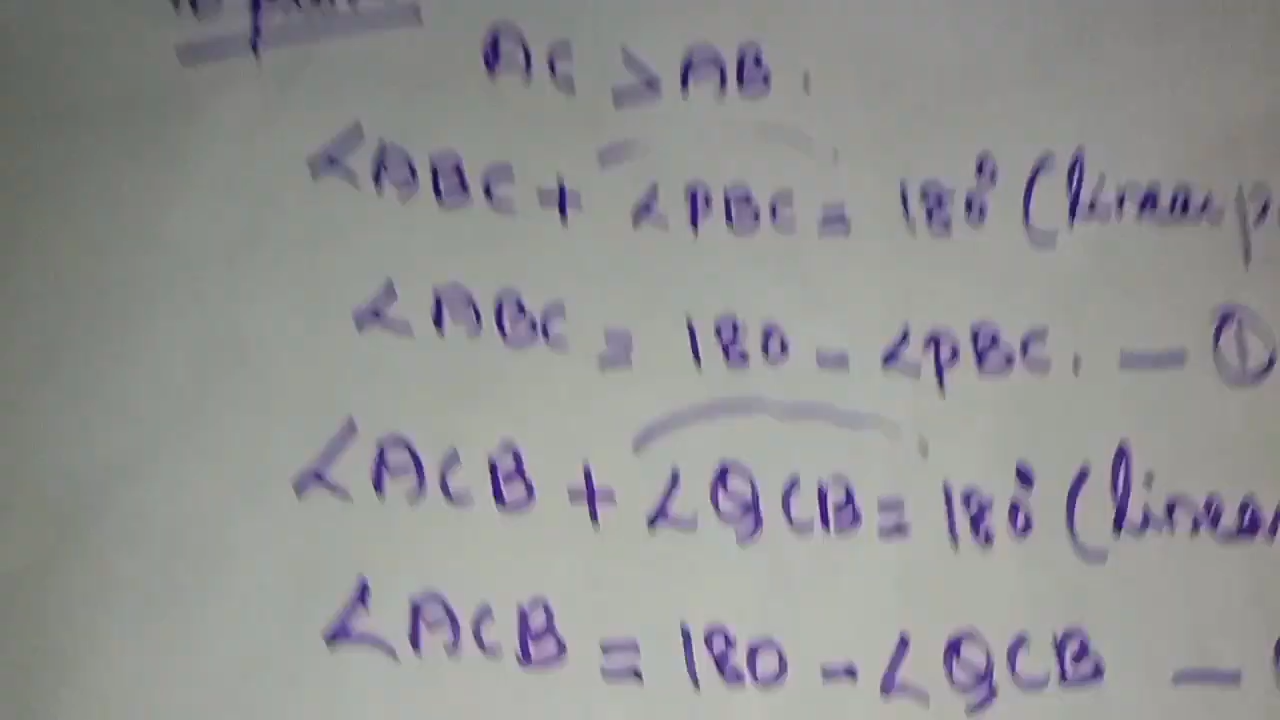 AC > AB.
∠ABC + ∠PBC = 180° (linear p
∠ABC = 180 - ∠PBC. — ①
∠ACB + ∠QCB = 180° (linear
∠ACB = 180 - ∠QCB —